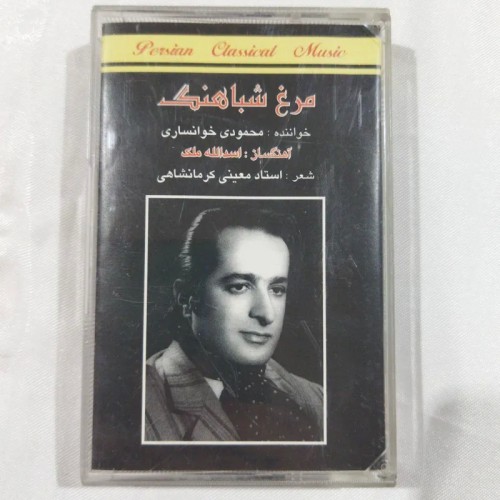 Persian Classical Music
مرغ شباهنگ
خواننده : محمودی خوانساری
آهنگساز : اسدالله ملک
شعر : استاد معینی کرمانشاهی